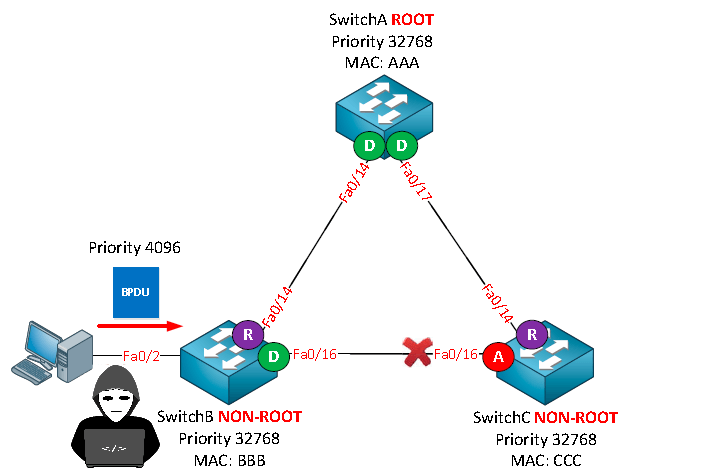 SwitchA ROOT
Priority 32768
MAC: AAA
D
D
Fa0/14
Fa0/17
Priority 4096
BPDU
Fa0/14
Fa0/14
R
R
Fa0/2
D
Fa0/16
Fa0/16
A
</>
SwitchB NON-ROOT
Priority 32768
MAC: BBB
SwitchC NON-ROOT
Priority 32768
MAC: CCC